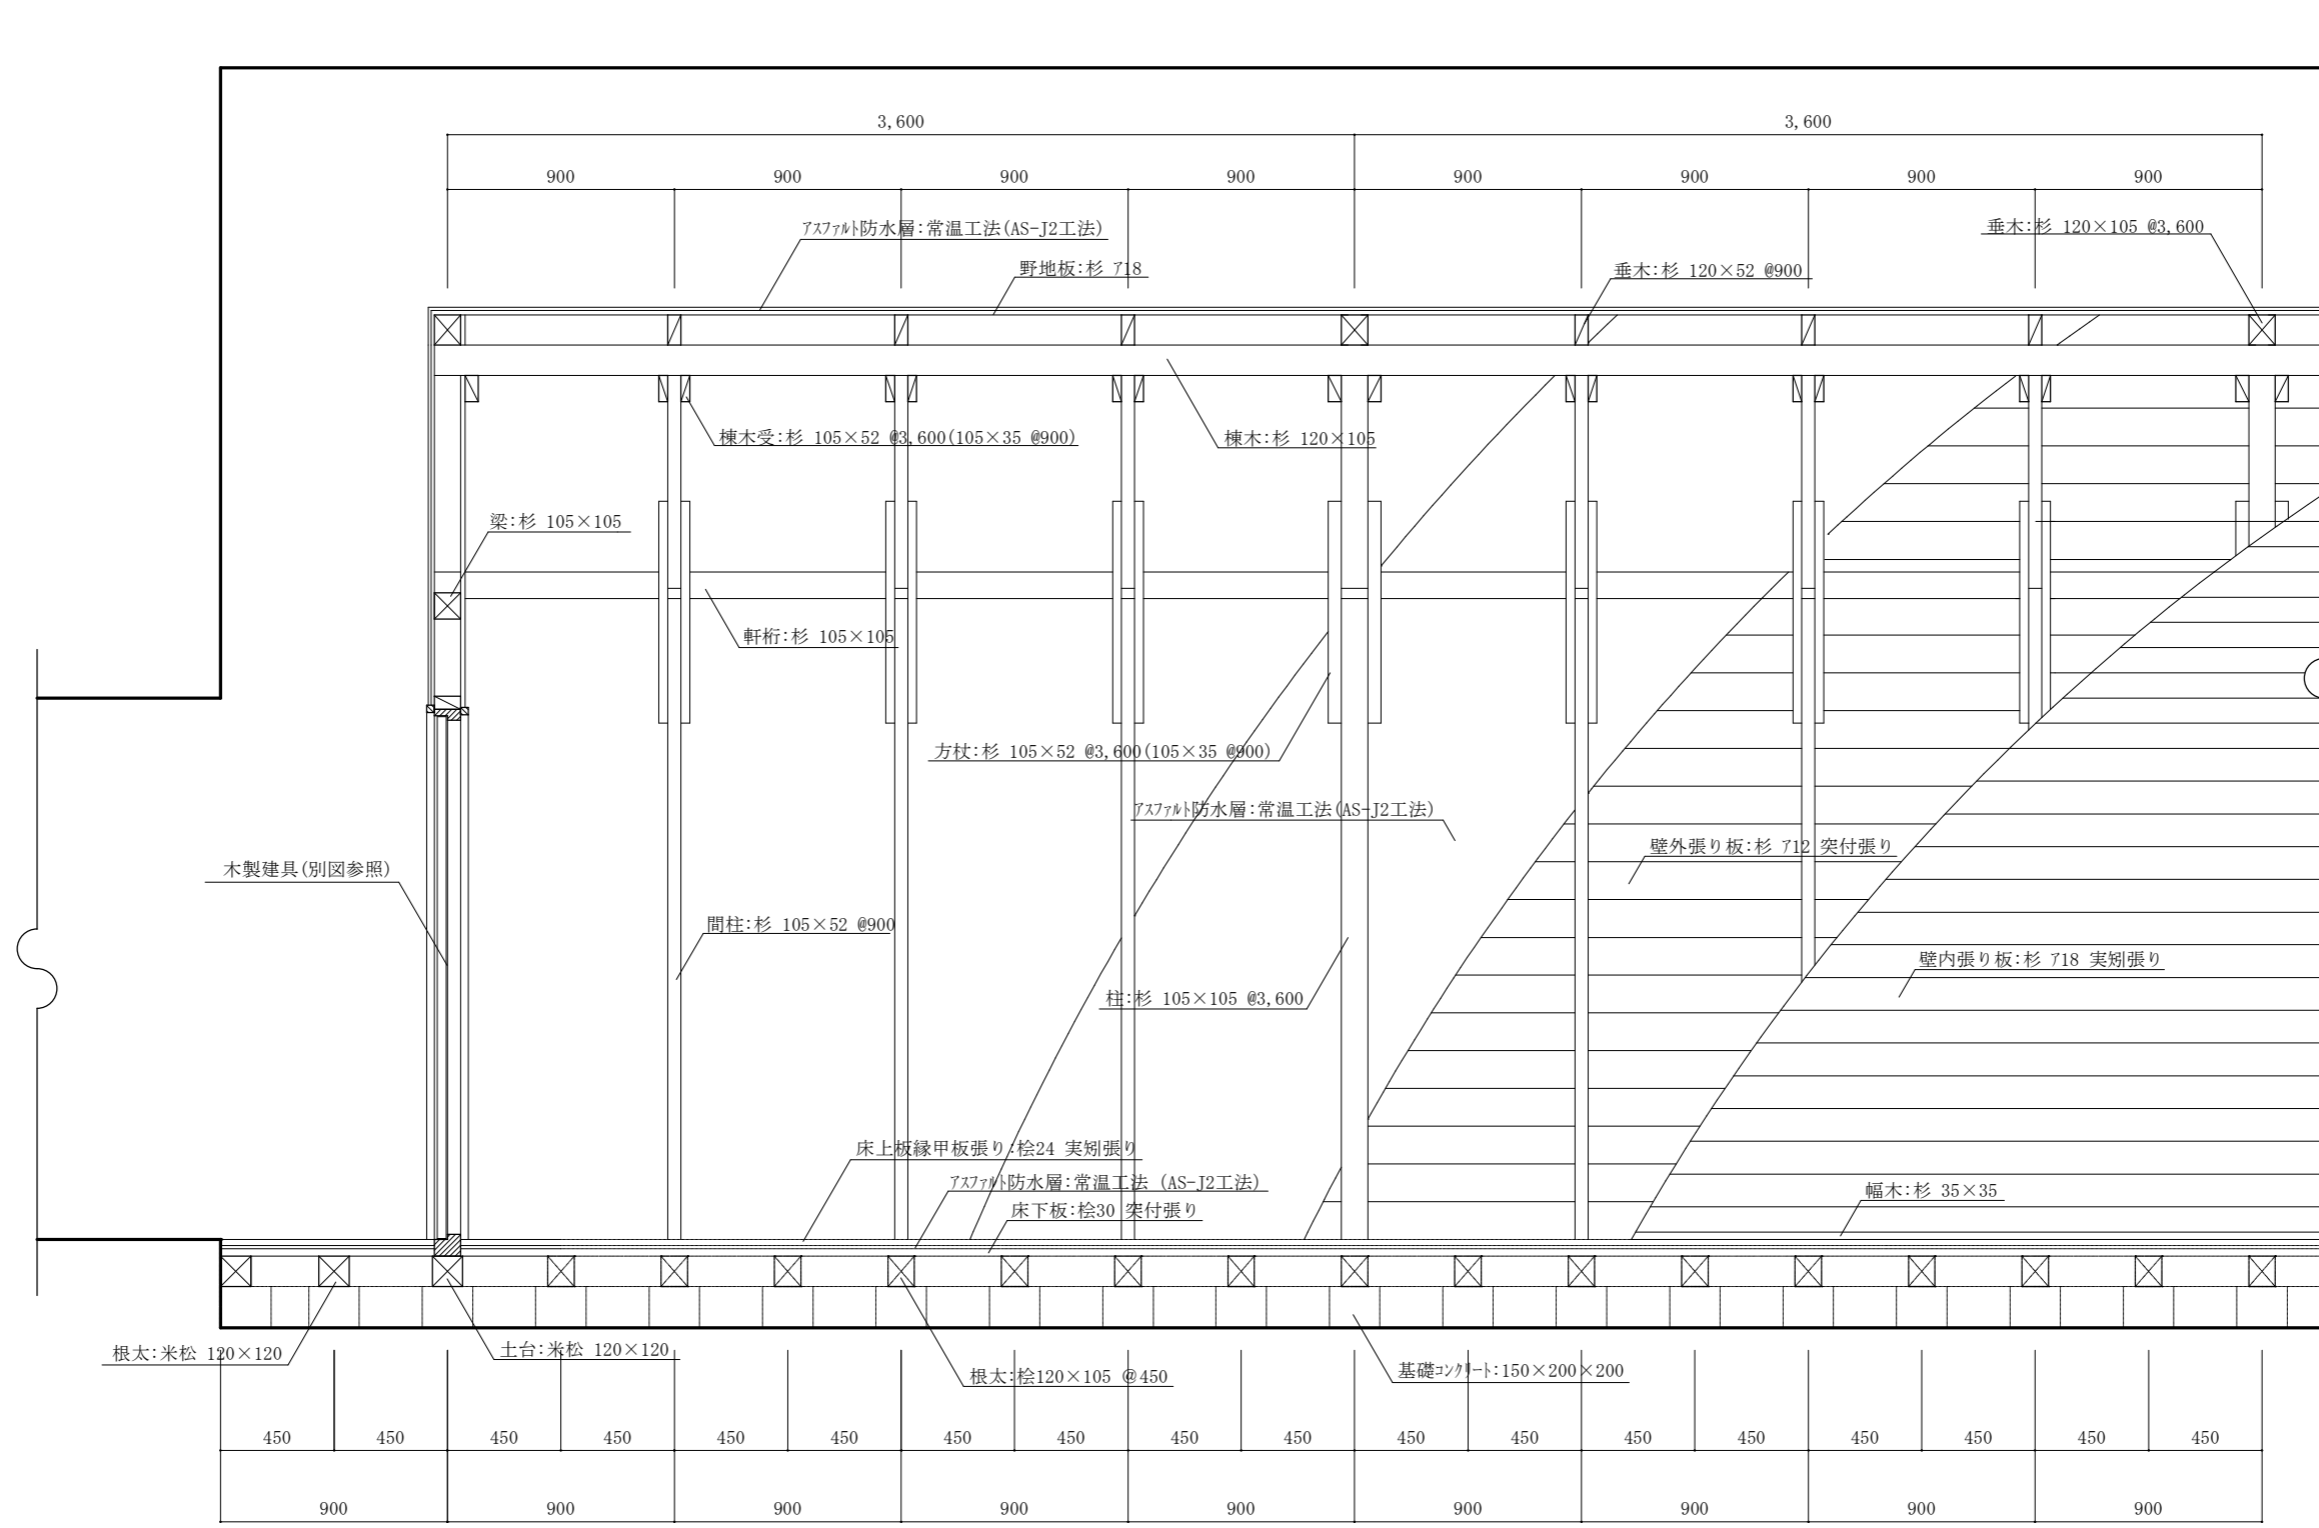 3,600 3,600
900 900 900 900 900 900 900 900
ｱｽﾌｧﾙﾄ防水層:常温工法(AS-J2工法)
垂木:杉 120×105 @3,600
野地板:杉 ｱ18
垂木:杉 120×52 @900
棟木受:杉 105×52 @3,600(105×35 @900)
棟木:杉 120×105
梁:杉 105×105
軒桁:杉 105×105
方杖:杉 105×52 @3,600(105×35 @900)
ｱｽﾌｧﾙﾄ防水層:常温工法(AS-J2工法)
壁外張り板:杉 ｱ12 突付張り
木製建具(別図参照)
間柱:杉 105×52 @900
壁内張り板:杉 ｱ18 実矧張り
柱:杉 105×105 @3,600
床上板縁甲板張り:桧24 実矧張り
ｱｽﾌｧﾙﾄ防水層:常温工法 (AS-J2工法)
幅木:杉 35×35
床下板:桧30 突付張り
根太:米松 120×120
土台:米松 120×120
根太:桧120×105 @450
基礎ｺﾝｸﾘｰﾄ:150×200×200
450 450 450 450 450 450 450 450 450 450 450 450 450 450 450 450 450 450
900 900 900 900 900 900 900 900 900